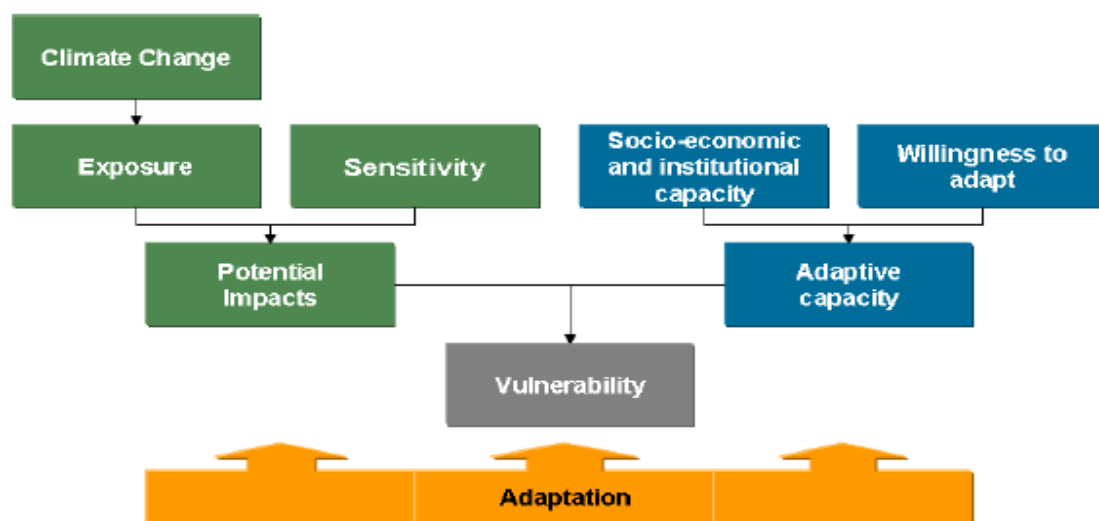 Climate Change
Exposure
Sensitivity
Socio-economic
and institutional
capacity
Willingness to
adapt
Potential
Impacts
Adaptive
capacity
Vulnerability
Adaptation